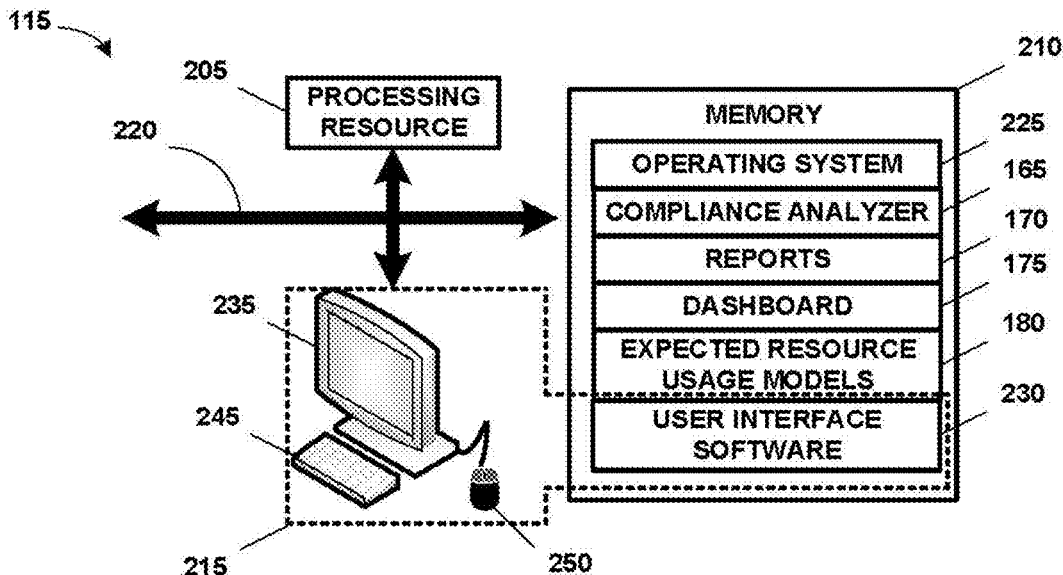 115
205
220
PROCESSING
RESOURCE
210
MEMORY
225
OPERATING SYSTEM
165
COMPLIANCE ANALYZER
170
REPORTS
175
DASHBOARD
180
EXPECTED RESOURCE
USAGE MODELS
230
USER INTERFACE
SOFTWARE
235
245
215
250